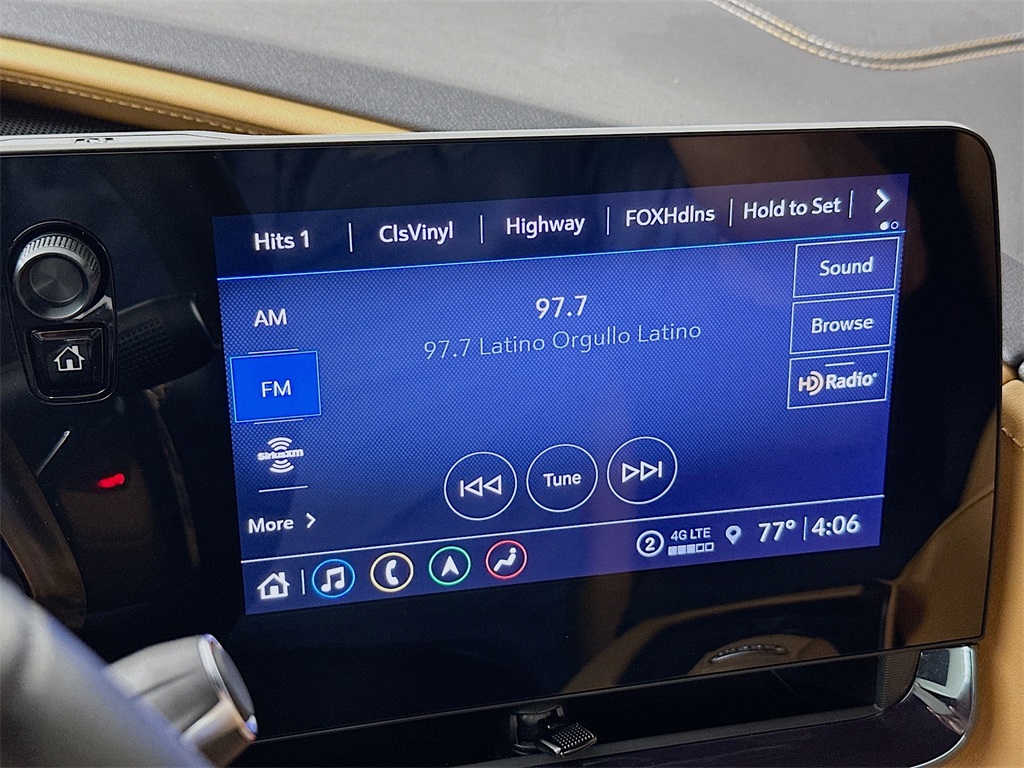 Hits 1 | ClsVinyl | Highway | FOXHdlns | Hold to Set |
AM
FM
SiriusXM
More
97.7
97.7 Latino Orgullo Latino
Tune
Sound
Browse
HD Radio
2 4G LTE 77° | 4:06